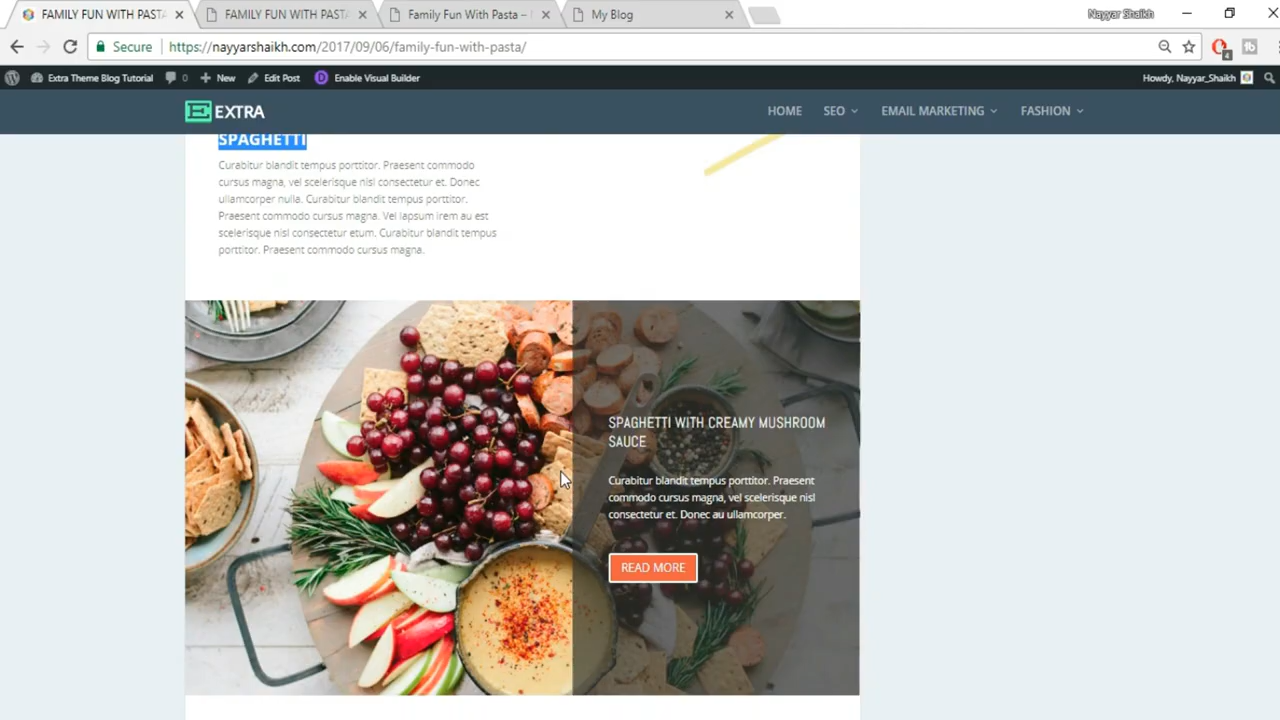 FAMILY FUN WITH PASTA
FAMILY FUN WITH PASTA
Family Fun With Pasta –
My Blog
Nayyar Shaikh
Secure
https://nayyarshaikh.com/2017/09/06/family-fun-with-pasta/
4
Extra Theme Blog Tutorial
0
New
Edit Post
D
Enable Visual Builder
Howdy, Nayyar_Shaikh
E EXTRA
HOME
SEO
EMAIL MARKETING
FASHION
SPAGHETTI
Curabitur blandit tempus porttitor. Praesent commodo
cursus magna, vel scelerisque nisl consectetur et. Donec
ullamcorper nulla. Curabitur blandit tempus porttitor.
Praesent commodo cursus magna. Vel lapsum irem au est
scelerisque nisl consectetur etum. Curabitur blandit tempus
porttitor. Praesent commodo cursus magna.
SPAGHETTI WITH CREAMY MUSHROOM
SAUCE
Curabitur blandit tempus porttitor. Praesent
commodo cursus magna, vel scelerisque nisl
consectetur et. Donec au ullamcorper.
READ MORE